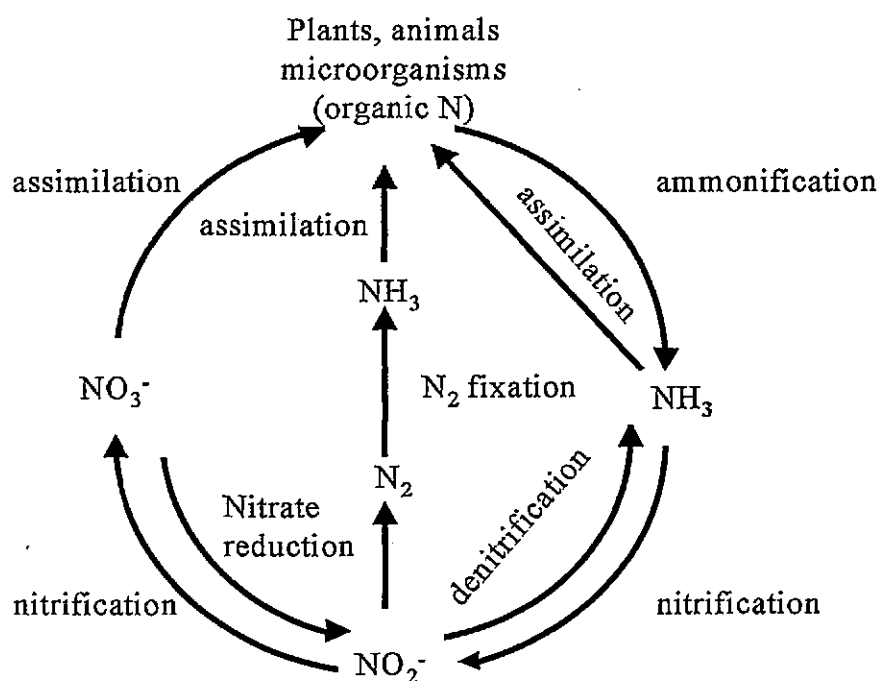 Plants, animals
microorganisms
(organic N)
assimilation
ammonification
assimilation
assimilation
NH₃
NO₃⁻
N₂ fixation
NH₃
N₂
Nitrate
reduction
denitrification
nitrification
nitrification
NO₂⁻